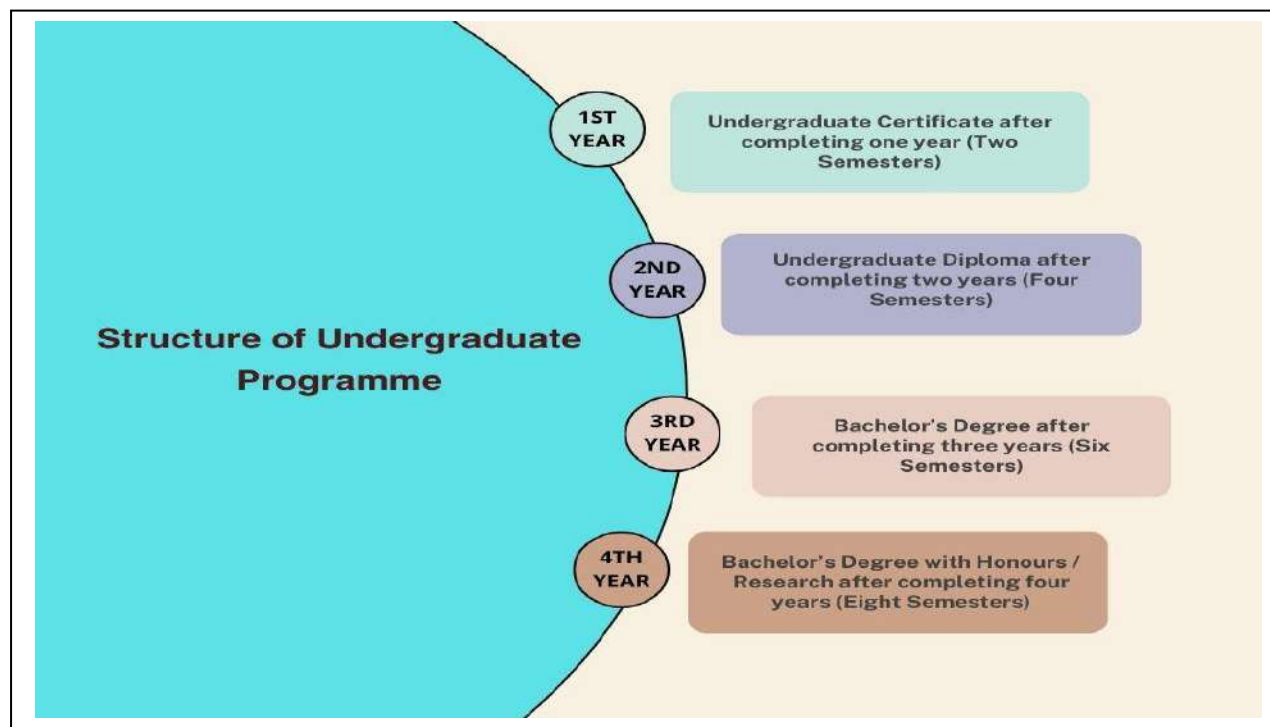 Structure of Undergraduate
Programme
1ST
YEAR
Undergraduate Certificate after
completing one year (Two
Semesters)
2ND
YEAR
Undergraduate Diploma after
completing two years (Four
Semesters)
3RD
YEAR
Bachelor's Degree after
completing three years (Six
Semesters)
4TH
YEAR
Bachelor's Degree with Honours /
Research after completing four
years (Eight Semesters)